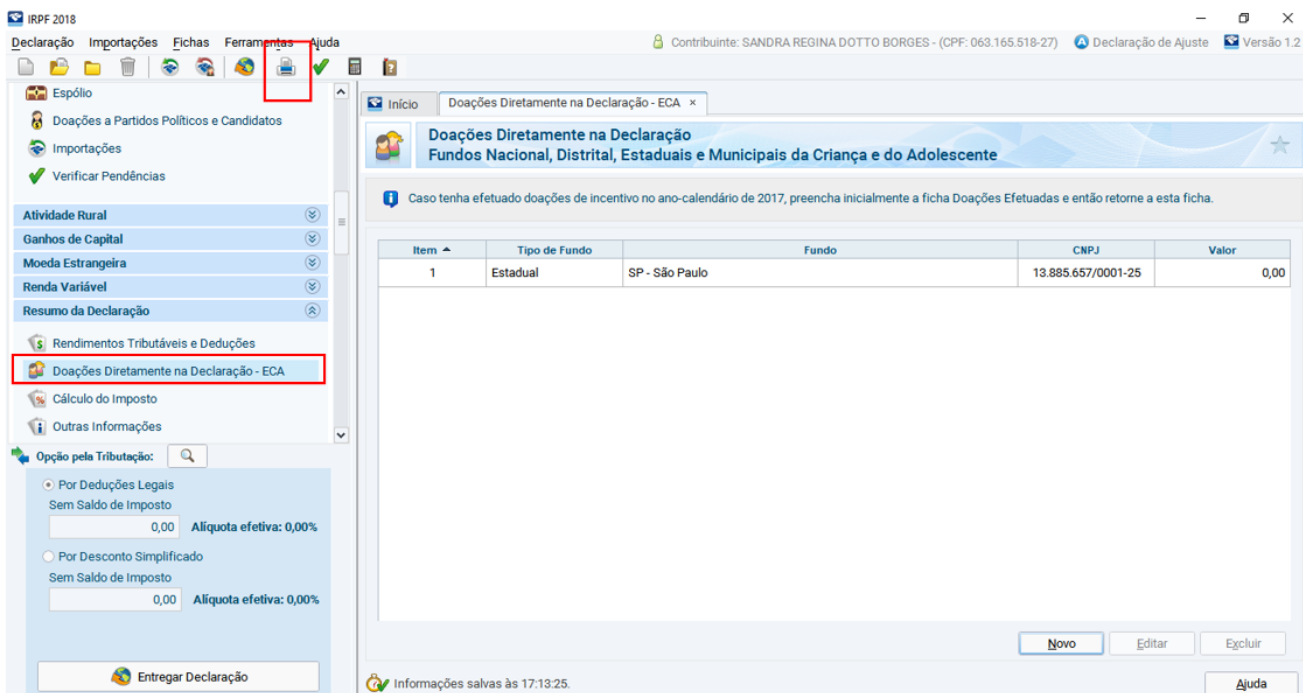 IRPF 2018
Declaração Importações Fichas Ferramentas Ajuda
Contribuinte: SANDRA REGINA DOTTO BORGES - (CPF: 063.165.518-27) Declaração de Ajuste Versão 1.2
Espólio
Doações a Partidos Políticos e Candidatos
Importações
Verificar Pendências
Atividade Rural
Ganhos de Capital
Moeda Estrangeira
Renda Variável
Resumo da Declaração
Rendimentos Tributáveis e Deduções
Doações Diretamente na Declaração - ECA
Cálculo do Imposto
Outras Informações
Opção pela Tributação:
Por Deduções Legais
Sem Saldo de Imposto
0,00 Alíquota efetiva: 0,00%
Por Desconto Simplificado
Sem Saldo de Imposto
0,00 Alíquota efetiva: 0,00%
Entregar Declaração
Início Doações Diretamente na Declaração - ECA ×
Doações Diretamente na Declaração
Fundos Nacional, Distrital, Estaduais e Municipais da Criança e do Adolescente
Caso tenha efetuado doações de incentivo no ano-calendário de 2017, preencha inicialmente a ficha Doações Efetuadas e então retorne a esta ficha.
Item Tipo de Fundo Fundo CNPJ Valor
1 Estadual SP - São Paulo 13.885.657/0001-25 0,00
Novo Editar Excluir
Informações salvas às 17:13:25. Ajuda